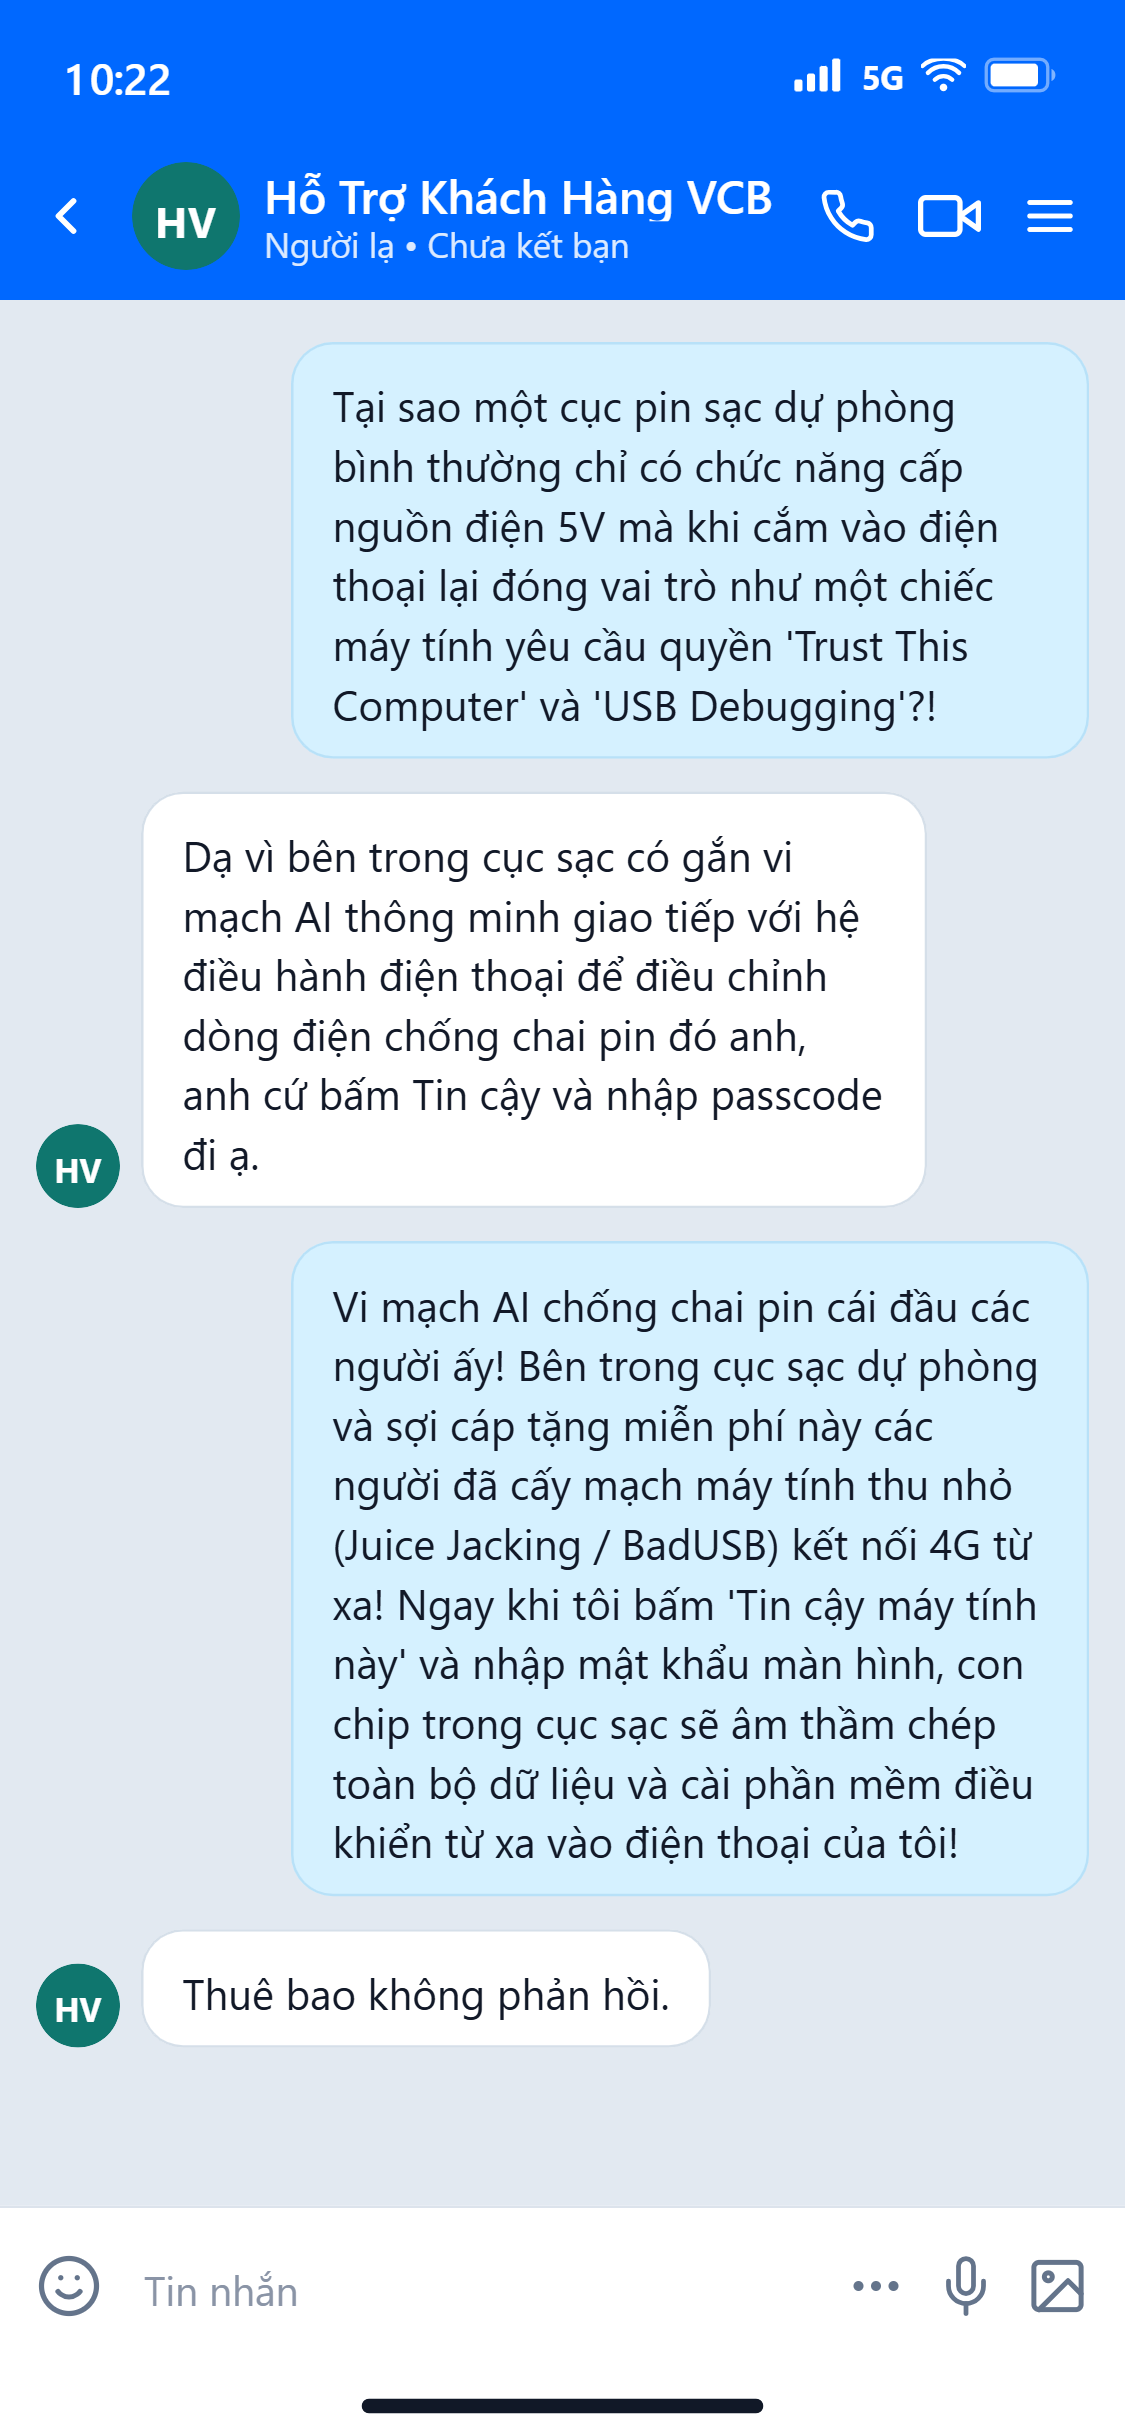 10:22
5G
HV
Hỗ Trợ Khách Hàng VCB
Người lạ • Chưa kết bạn
Tại sao một cục pin sạc dự phòng
bình thường chỉ có chức năng cấp
nguồn điện 5V mà khi cắm vào điện
thoại lại đóng vai trò như một chiếc
máy tính yêu cầu quyền 'Trust This
Computer' và 'USB Debugging'?!
Dạ vì bên trong cục sạc có gắn vi
mạch AI thông minh giao tiếp với hệ
điều hành điện thoại để điều chỉnh
dòng điện chống chai pin đó anh,
anh cứ bấm Tin cậy và nhập passcode
đi ạ.
HV
Vi mạch AI chống chai pin cái đầu các
người ấy! Bên trong cục sạc dự phòng
và sợi cáp tặng miễn phí này các
người đã cấy mạch máy tính thu nhỏ
(Juice Jacking / BadUSB) kết nối 4G từ
xa! Ngay khi tôi bấm 'Tin cậy máy tính
này' và nhập mật khẩu màn hình, con
chip trong cục sạc sẽ âm thầm chép
toàn bộ dữ liệu và cài phần mềm điều
khiển từ xa vào điện thoại của tôi!
Thuê bao không phản hồi.
HV
Tin nhắn